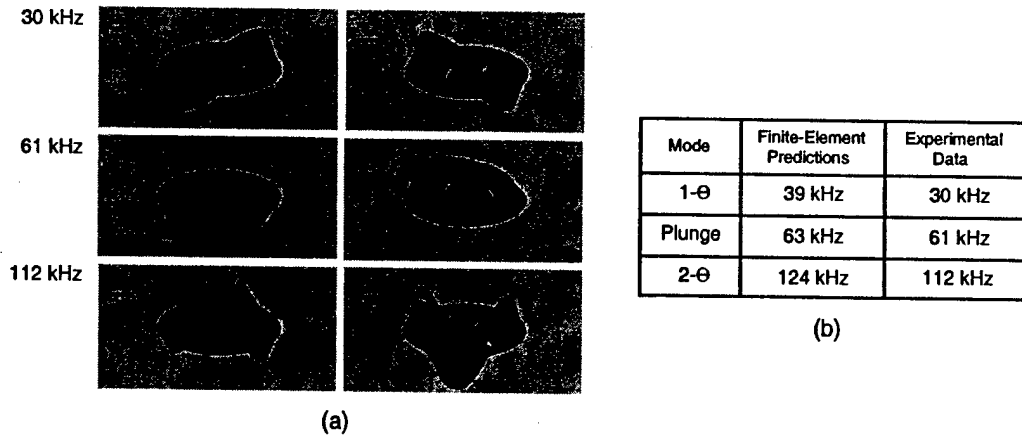 30 kHz
61 kHz
112 kHz
(a)
Mode Finite-Element Predictions Experimental Data
1-Θ 39 kHz 30 kHz
Plunge 63 kHz 61 kHz
2-Θ 124 kHz 112 kHz
(b)